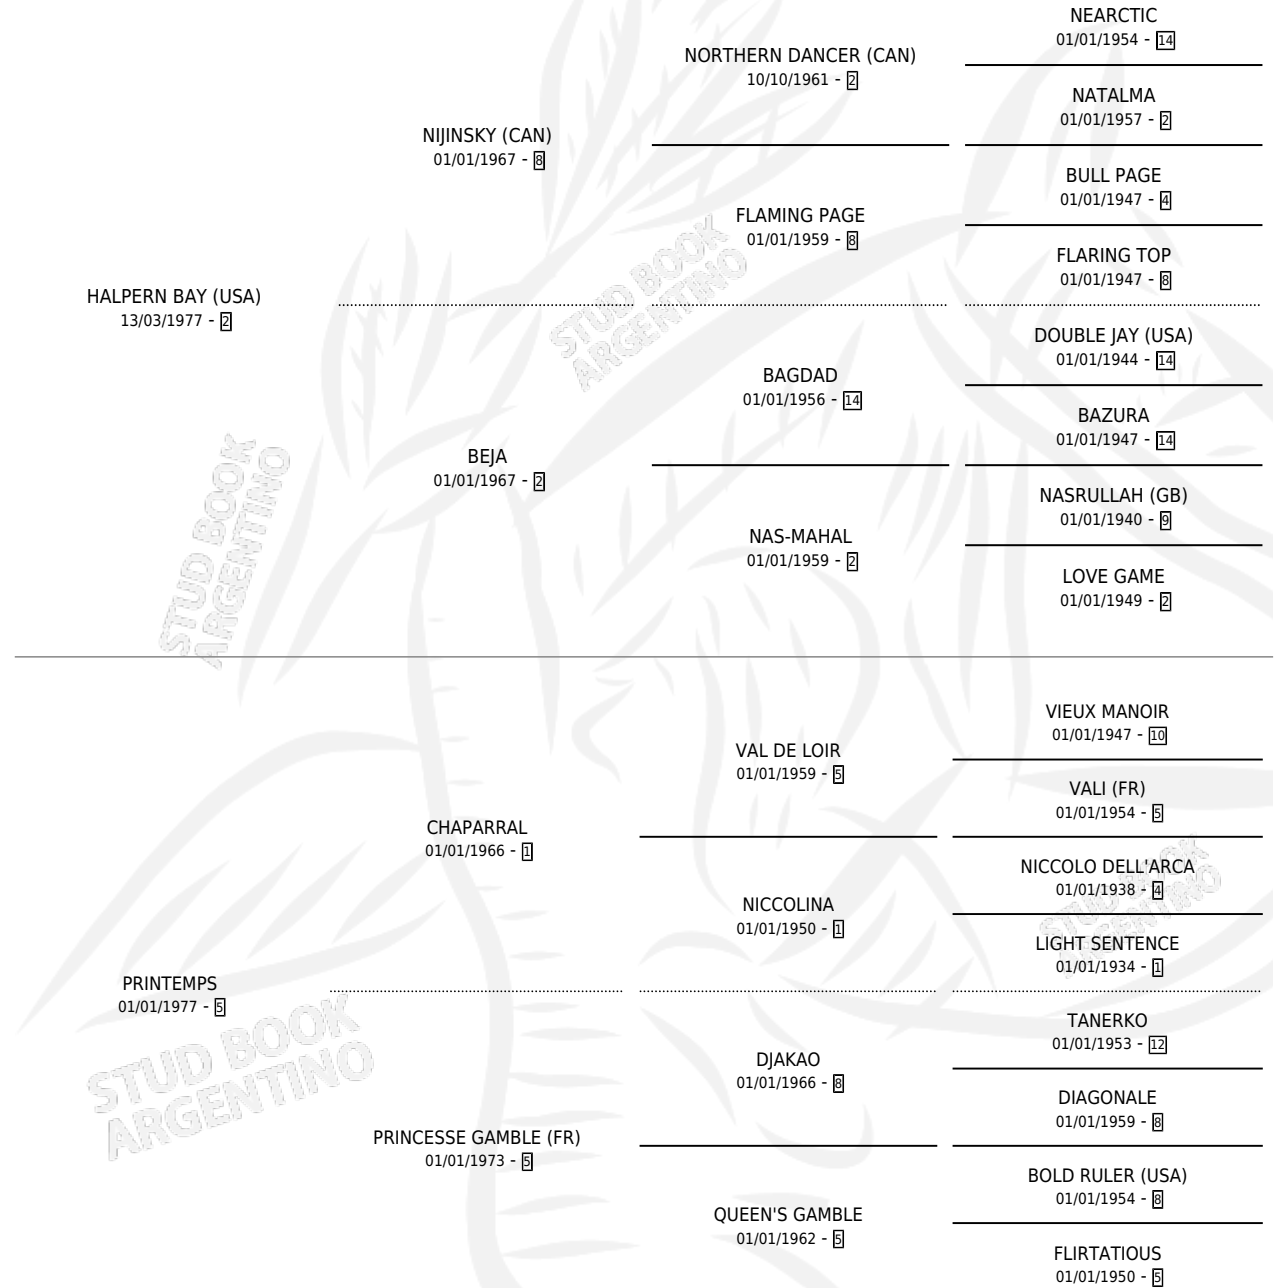 NEARCTIC
01/01/1954 - 14
NORTHERN DANCER (CAN)
10/10/1961 - 2
NATALMA
01/01/1957 - 2
NIJINSKY (CAN)
01/01/1967 - 8
BULL PAGE
01/01/1947 - 4
FLAMING PAGE
01/01/1959 - 8
FLARING TOP
01/01/1947 - 8
HALPERN BAY (USA)
13/03/1977 - 2
DOUBLE JAY (USA)
01/01/1944 - 14
BAGDAD
01/01/1956 - 14
BAZURA
01/01/1947 - 14
BEJA
01/01/1967 - 2
NASRULLAH (GB)
01/01/1940 - 9
NAS-MAHAL
01/01/1959 - 2
LOVE GAME
01/01/1949 - 2
VIEUX MANOIR
01/01/1947 - 10
VAL DE LOIR
01/01/1959 - 5
VALI (FR)
01/01/1954 - 5
CHAPARRAL
01/01/1966 - 1
NICCOLO DELL'ARCA
01/01/1938 - 4
NICCOLINA
01/01/1950 - 1
LIGHT SENTENCE
01/01/1934 - 1
PRINTEMPS
01/01/1977 - 5
TANERKO
01/01/1953 - 12
DJAKAO
01/01/1966 - 8
DIAGONALE
01/01/1959 - 8
PRINCESSE GAMBLE (FR)
01/01/1973 - 5
BOLD RULER (USA)
01/01/1954 - 8
QUEEN'S GAMBLE
01/01/1962 - 5
FLIRTATIOUS
01/01/1950 - 5
STUD BOOK
ARGENTINO
STUD BOOK
ARGENTINO
STUD BOOK
ARGENTINO
STUD BOOK
ARGENTINO